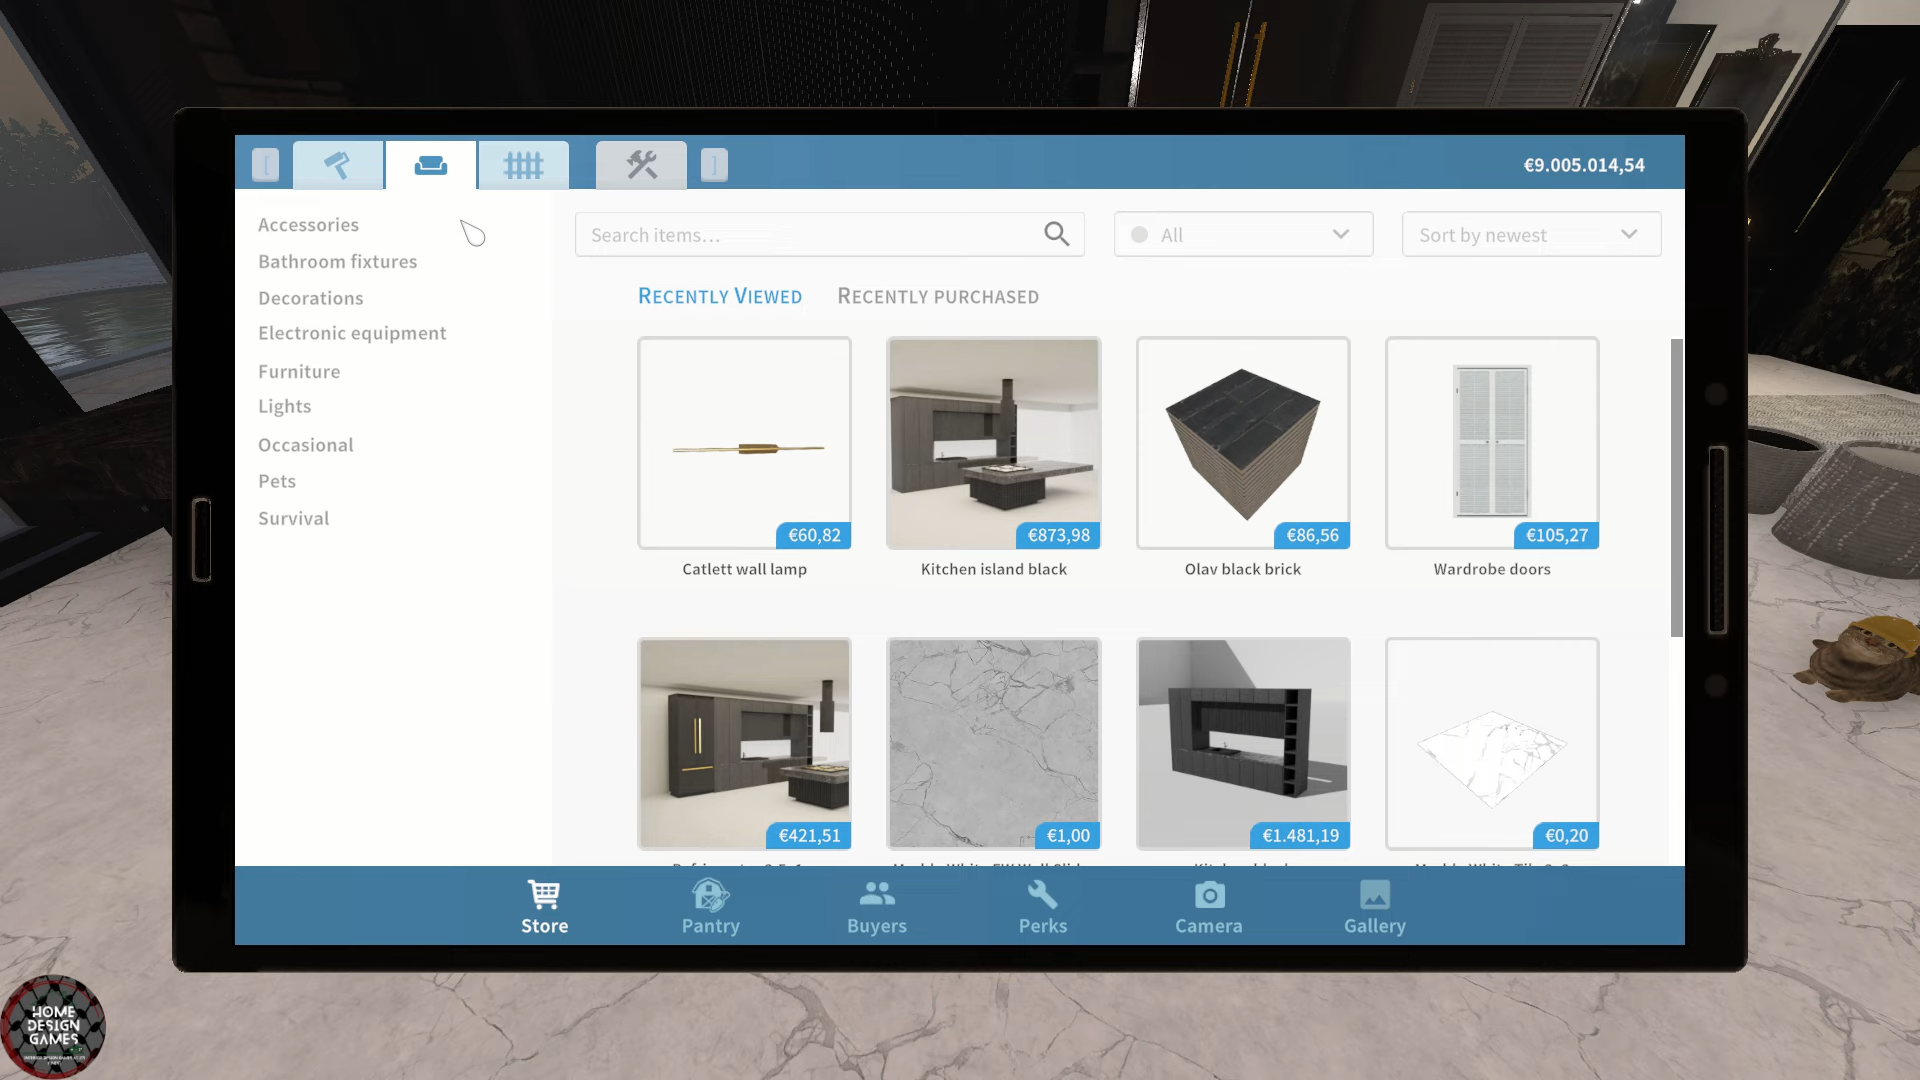 [
]
€9.005.014,54
Accessories
Bathroom fixtures
Decorations
Electronic equipment
Furniture
Lights
Occasional
Pets
Survival
Search items...
All
Sort by newest
RECENTLY VIEWED
RECENTLY PURCHASED
€60,82
€873,98
€86,56
€105,27
Catlett wall lamp
Kitchen island black
Olav black brick
Wardrobe doors
€421,51
€1,00
€1.481,19
€0,20
Store
Pantry
Buyers
Perks
Camera
Gallery
HOME
DESIGN
GAMES